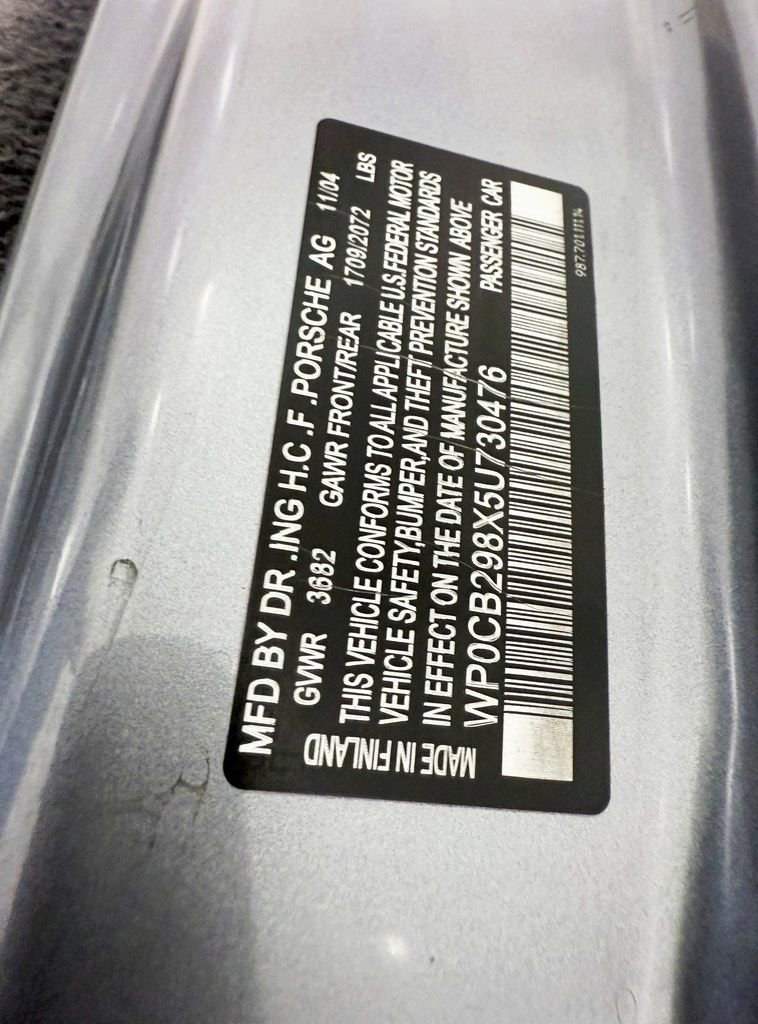 MFD BY DR .ING H.C .F .PORSCHE AG 11/04
GVWR 3682 GAWR FRONT/REAR 1709/2072 LBS
THIS VEHICLE CONFORMS TO ALL APPLICABLE U.S.FEDERAL MOTOR
VEHICLE SAFETY,BUMPER,AND THEFT PREVENTION STANDARDS
IN EFFECT ON THE DATE OF MANUFACTURE SHOWN ABOVE
WP0CB298X5U730476 PASSENGER CAR
MADE IN FINLAND
987.701.111.14